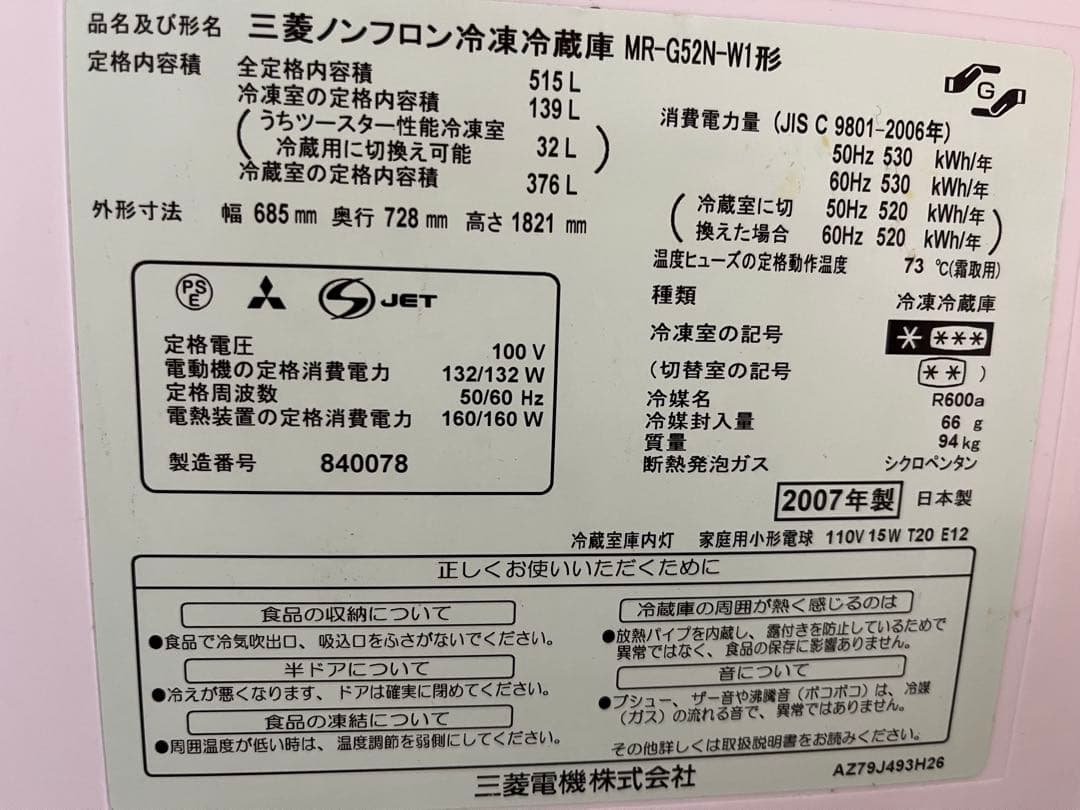 品名及び形名 三菱ノンフロン冷凍冷蔵庫 MR-G52N-W1形
定格内容積 全定格内容積 515 L
冷凍室の定格内容積 139 L
(うちツースター性能冷凍室
冷蔵用に切換え可能 32 L)
冷蔵室の定格内容積 376 L
外形寸法 幅 685 mm 奥行 728 mm 高さ 1821 mm
G
消費電力量 (JIS C 9801-2006年)
50Hz 530 kWh/年
60Hz 530 kWh/年
(冷蔵室に切 50Hz 520 kWh/年
換えた場合 60Hz 520 kWh/年)
温度ヒューズの定格動作温度 73 ℃(霜取用)
種類 冷凍冷蔵庫
冷凍室の記号 * ***
(切替室の記号 ** )
冷媒名 R600a
冷媒封入量 66 g
質量 94 kg
断熱発泡ガス シクロペンタン
2007年製 日本製
PSE S JET
定格電圧 100 V
電動機の定格消費電力 132/132 W
定格周波数 50/60 Hz
電熱装置の定格消費電力 160/160 W
製造番号 840078
冷蔵室庫内灯 家庭用小形電球 110V 15W T20 E12
正しくお使いいただくために
食品の収納について
●食品で冷気吹出口、吸込口をふさがないでください。
半ドアについて
●冷えが悪くなります、ドアは確実に閉めてください。
食品の凍結について
●周囲温度が低い時は、温度調節を弱側にしてください。
冷蔵庫の周囲が熱く感じるのは
●放熱パイプを内蔵し、露付きを防止しているためで
異常ではなく、食品の保存に影響ありません。
音について
●プシュー、ザー音や沸騰音(ポコポコ)は、冷媒
(ガス)の流れる音で、異常ではありません。
その他詳しくは取扱説明書をお読みください。
三菱電機株式会社
AZ79J493H26